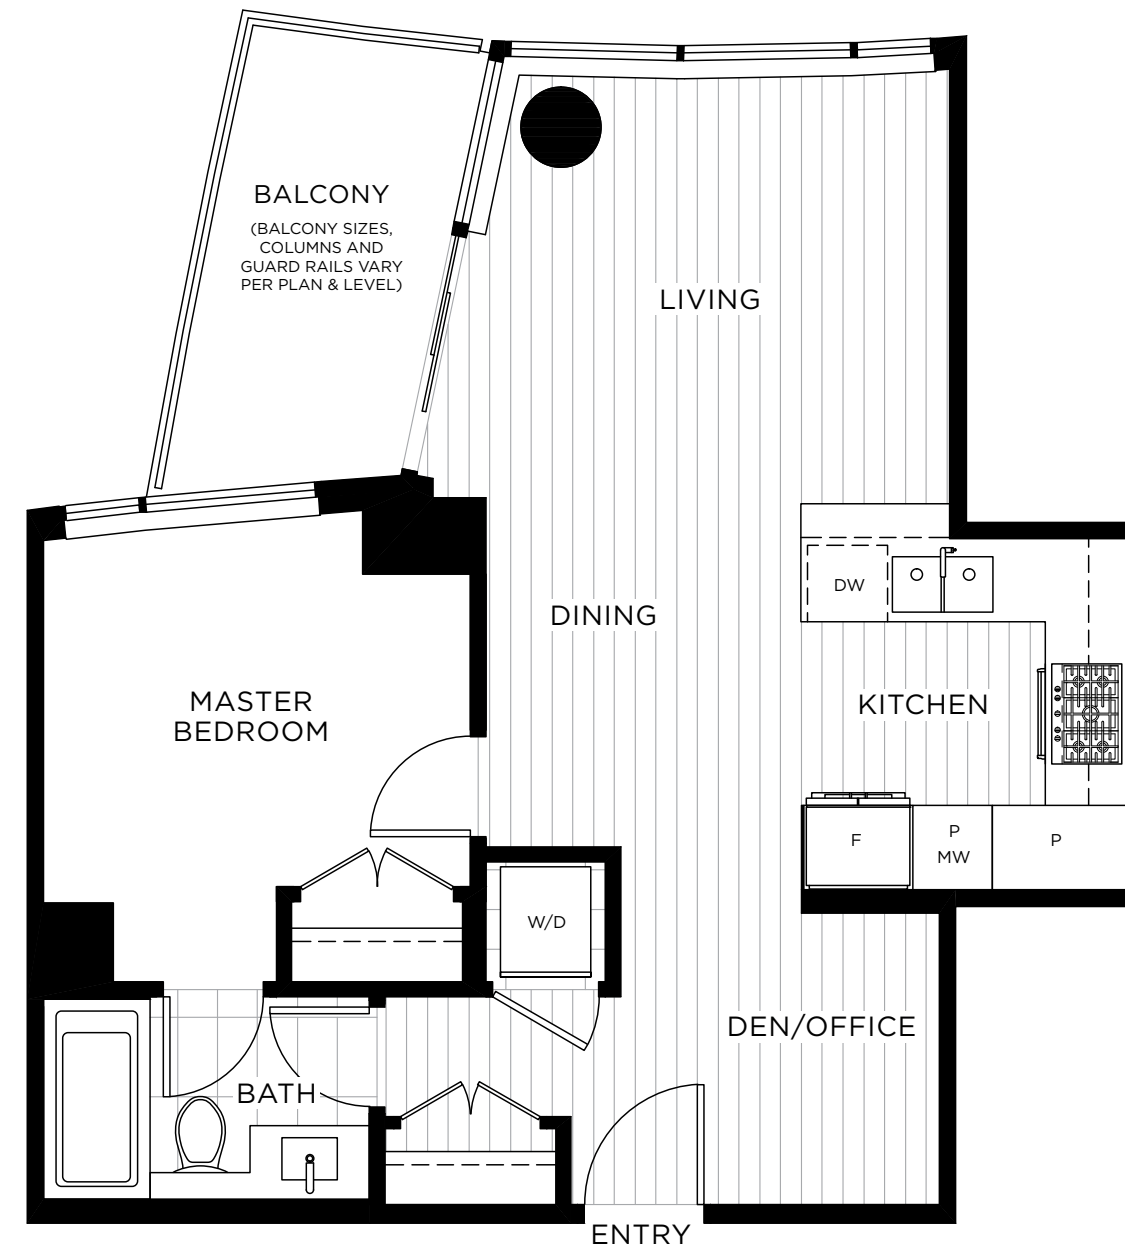 BALCONY
(BALCONY SIZES,
COLUMNS AND
GUARD RAILS VARY
PER PLAN & LEVEL)
LIVING
DW
DINING
MASTER
BEDROOM
KITCHEN
F
P
MW
P
W/D
DEN/OFFICE
BATH
ENTRY